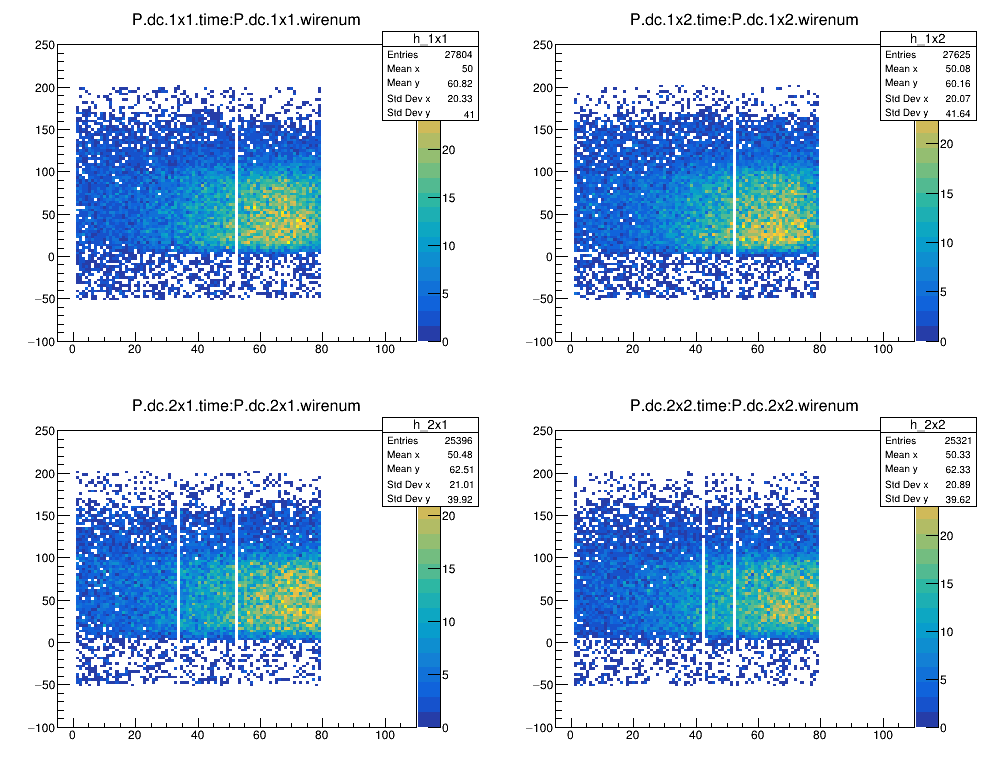 P.dc.1x1.time:P.dc.1x1.wirenum
h_1x1
Entries 27804
Mean x 50
Mean y 60.82
Std Dev x 20.33
Std Dev y 41
250
200
150
100
50
0
−50
−100
0 20 40 60 80 100
20
15
10
5
0
P.dc.1x2.time:P.dc.1x2.wirenum
h_1x2
Entries 27625
Mean x 50.08
Mean y 60.16
Std Dev x 20.07
Std Dev y 41.64
250
200
150
100
50
0
−50
−100
0 20 40 60 80 100
20
15
10
5
0
P.dc.2x1.time:P.dc.2x1.wirenum
h_2x1
Entries 25396
Mean x 50.48
Mean y 62.51
Std Dev x 21.01
Std Dev y 39.92
250
200
150
100
50
0
−50
−100
0 20 40 60 80 100
20
15
10
5
0
P.dc.2x2.time:P.dc.2x2.wirenum
h_2x2
Entries 25321
Mean x 50.33
Mean y 62.33
Std Dev x 20.89
Std Dev y 39.62
250
200
150
100
50
0
−50
−100
0 20 40 60 80 100
20
15
10
5
0